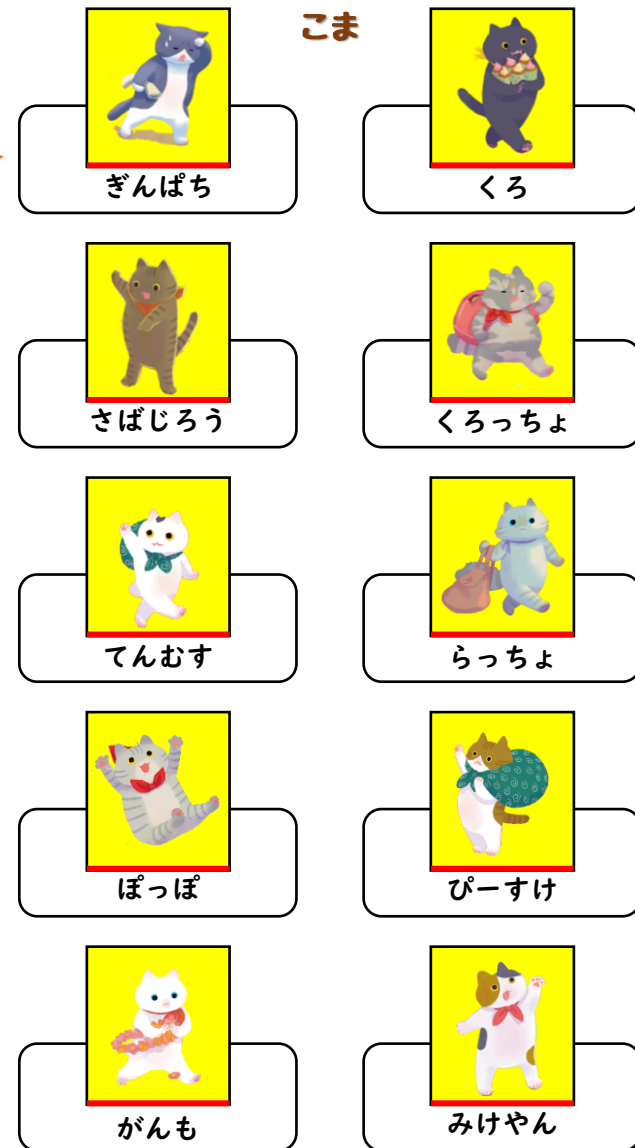 こま
ぎんぱち
くろ
さばじろう
くろっちょ
てんむす
らっちょ
ぽっぽ
ぴーすけ
がんも
みけやん